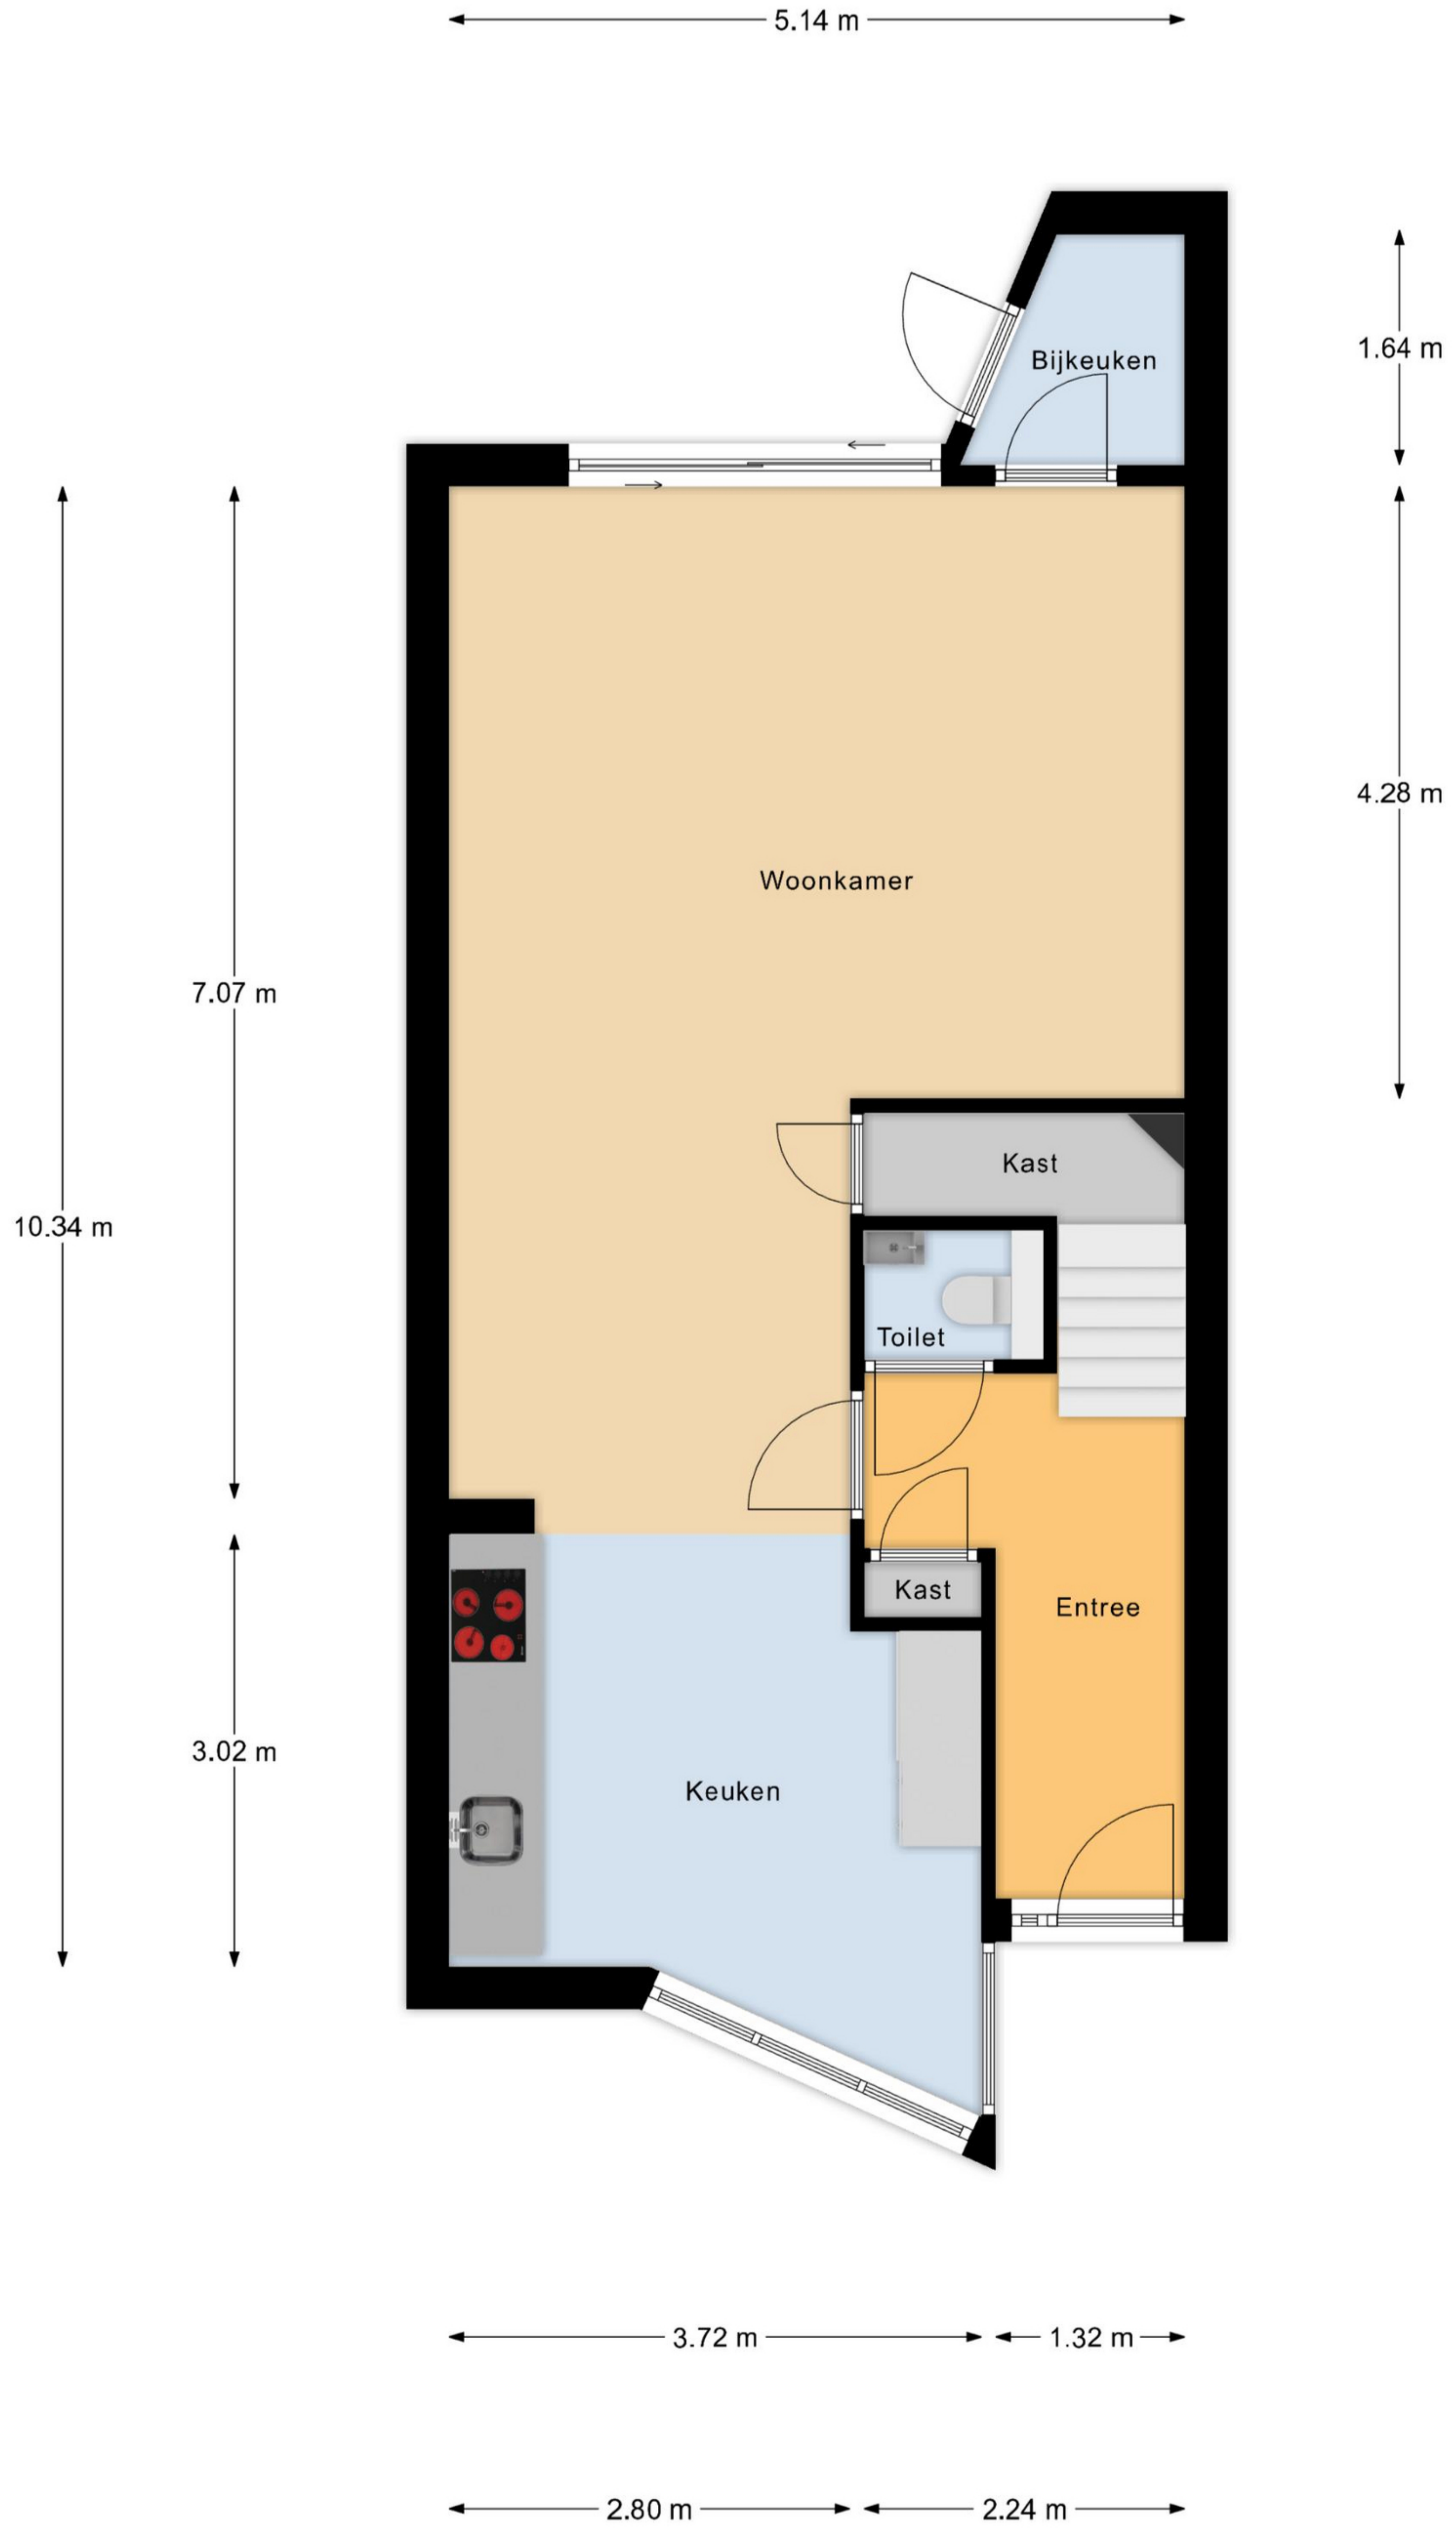 5.14 m
1.64 m
Bijkeuken
4.28 m
Woonkamer
7.07 m
Kast
10.34 m
Toilet
Kast
Entree
3.02 m
Keuken
3.72 m
1.32 m
2.80 m
2.24 m